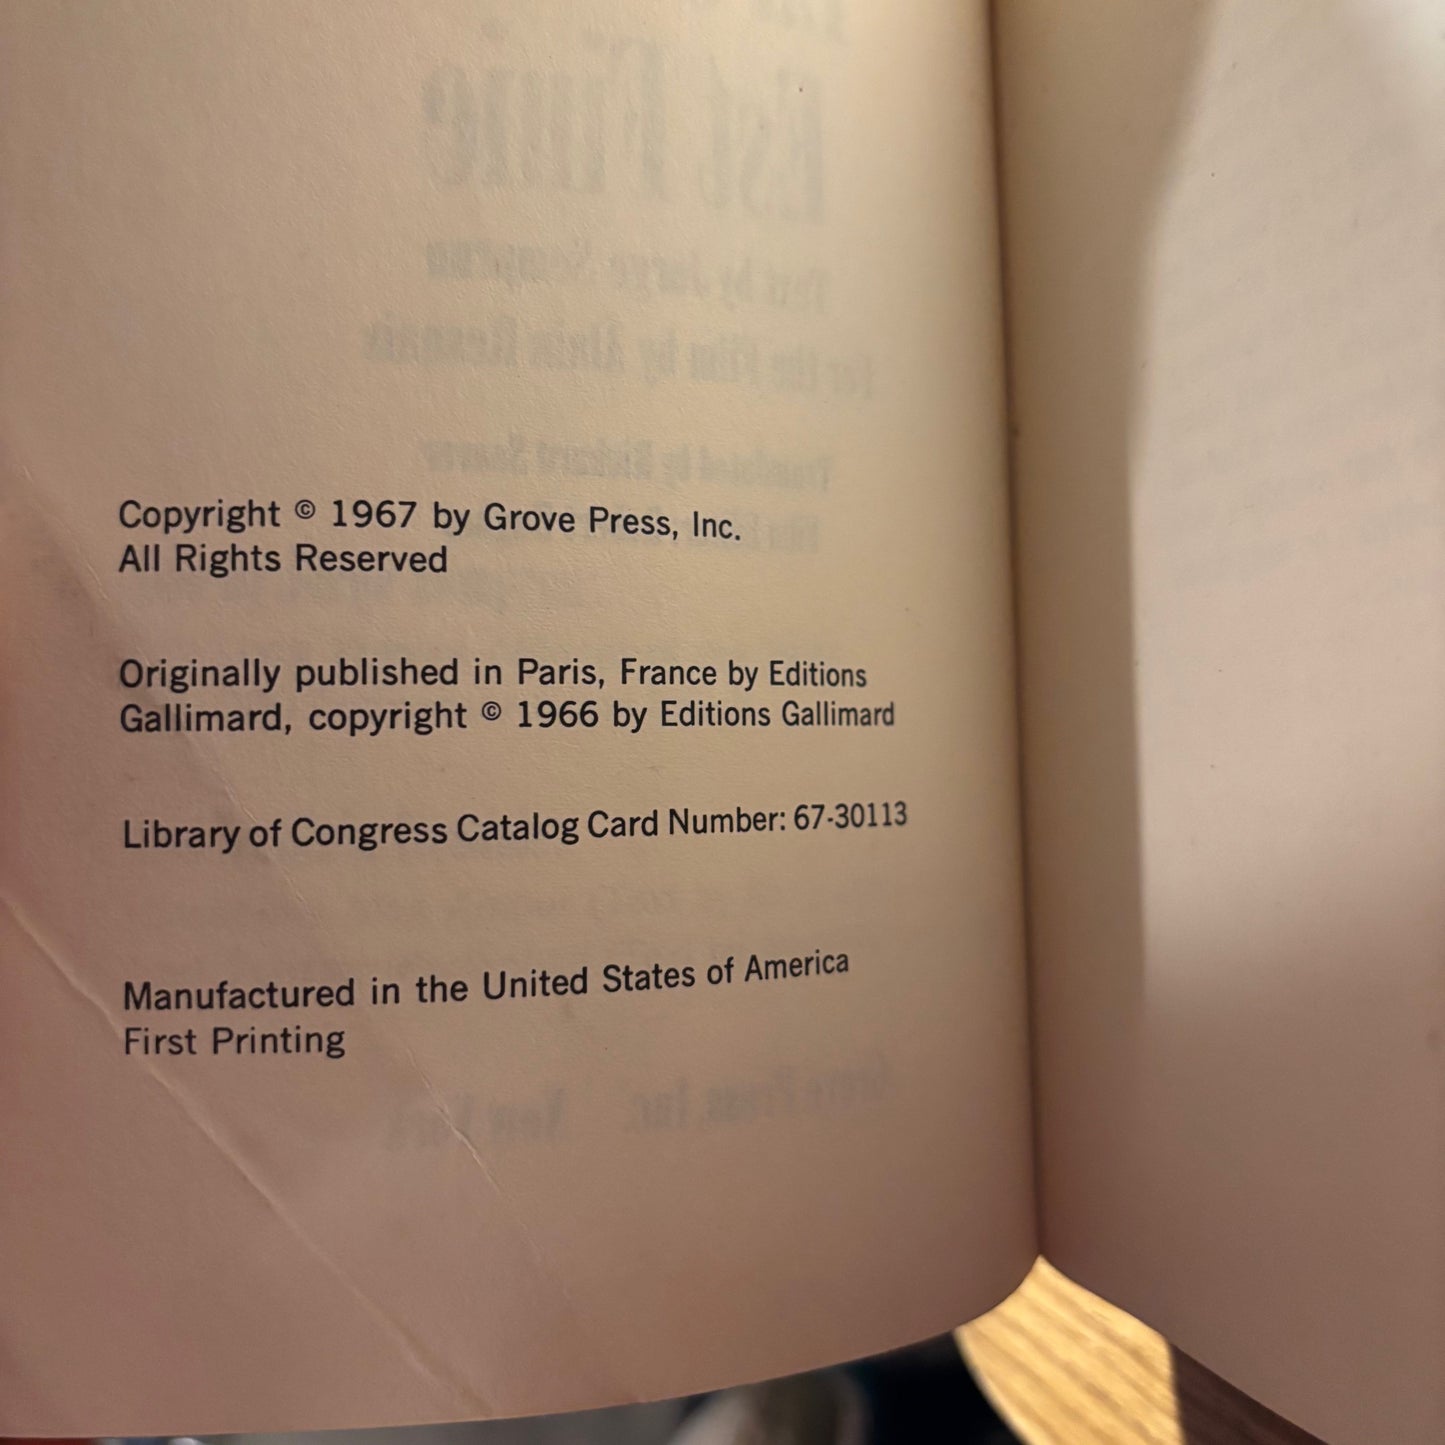 Copyright © 1967 by Grove Press, Inc.
All Rights Reserved
Originally published in Paris, France by Editions
Gallimard, copyright © 1966 by Editions Gallimard
Library of Congress Catalog Card Number: 67-30113
Manufactured in the United States of America
First Printing